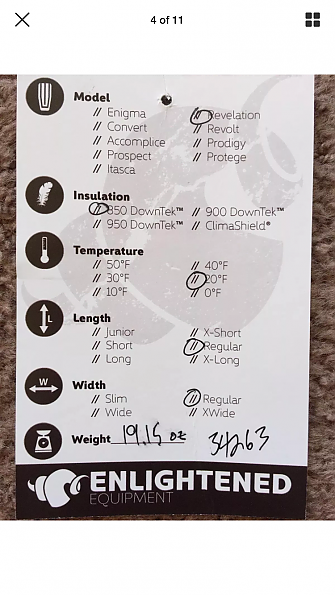 4 of 11
Model
// Enigma // Revelation
// Convert // Revolt
// Accomplice // Prodigy
// Prospect // Protege
// Itasca
Insulation
// 850 DownTek™ // 900 DownTek™
// 950 DownTek™ // ClimaShield®
Temperature
// 50°F // 40°F
// 30°F // 20°F
// 10°F // 0°F
Length
// Junior // X-Short
// Short // Regular
// Long // X-Long
W
Width
// Slim // Regular
// Wide // XWide
Weight 19.15 oz
ENLIGHTENED
EQUIPMENT